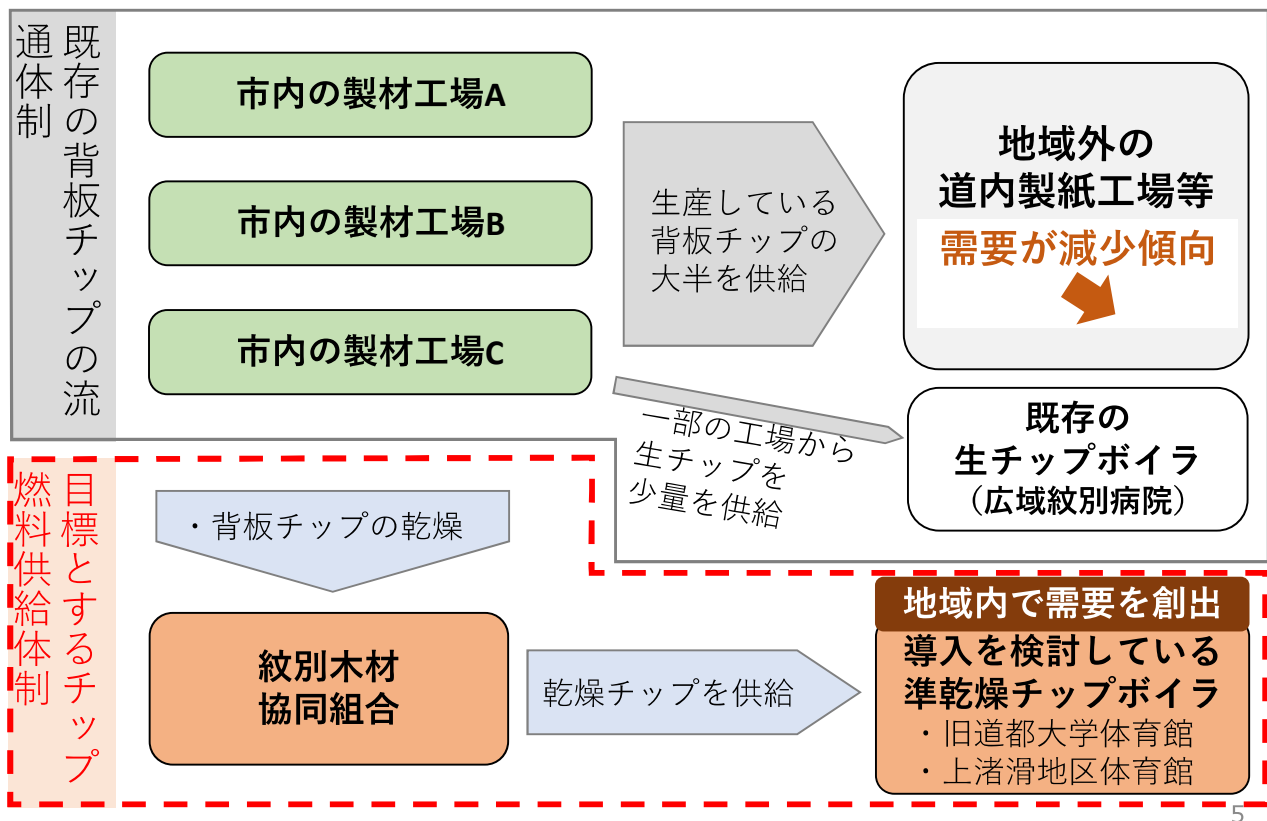 既存の背板チップの流
通体制
市内の製材工場A
市内の製材工場B
市内の製材工場C
生産している
背板チップの
大半を供給
地域外の
道内製紙工場等
需要が減少傾向
一部の工場から
生チップを
少量を供給
既存の
生チップボイラ
（広域紋別病院）
目標とするチップ
燃料供給体制
・背板チップの乾燥
紋別木材
協同組合
乾燥チップを供給
地域内で需要を創出
導入を検討している
準乾燥チップボイラ
・旧道都大学体育館
・上渚滑地区体育館
5